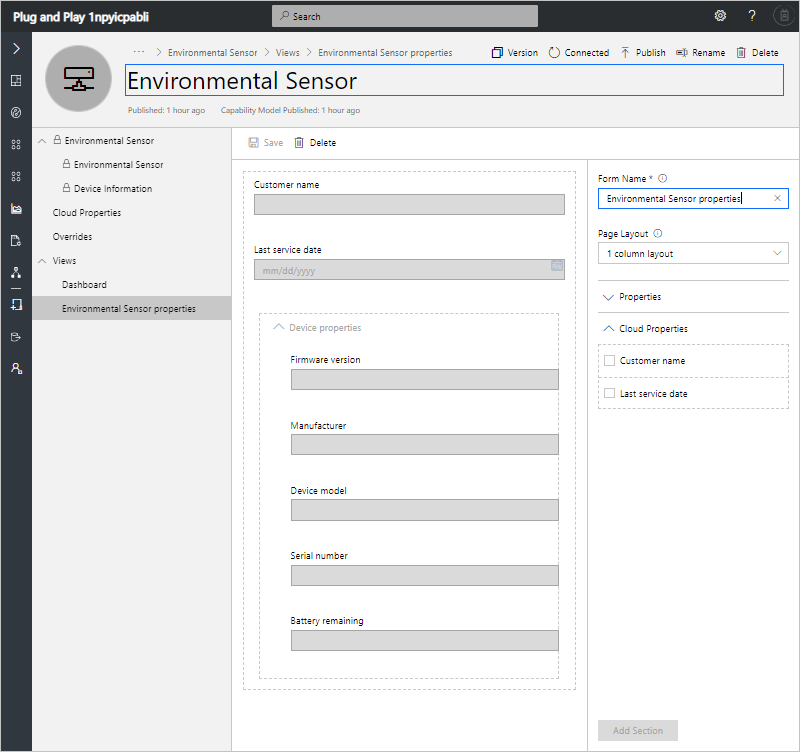 Plug and Play 1npyicpabli
Search
?
... > Environmental Sensor > Views > Environmental Sensor properties
Version
Connected
Publish
Rename
Delete
Environmental Sensor
Published: 1 hour ago
Capability Model Published: 1 hour ago
Environmental Sensor
Environmental Sensor
Device Information
Cloud Properties
Overrides
Views
Dashboard
Environmental Sensor properties
Save
Delete
Customer name
Last service date
mm/dd/yyyy
Device properties
Firmware version
Manufacturer
Device model
Serial number
Battery remaining
Form Name *
Environmental Sensor properties
Page Layout
1 column layout
Properties
Cloud Properties
Customer name
Last service date
Add Section